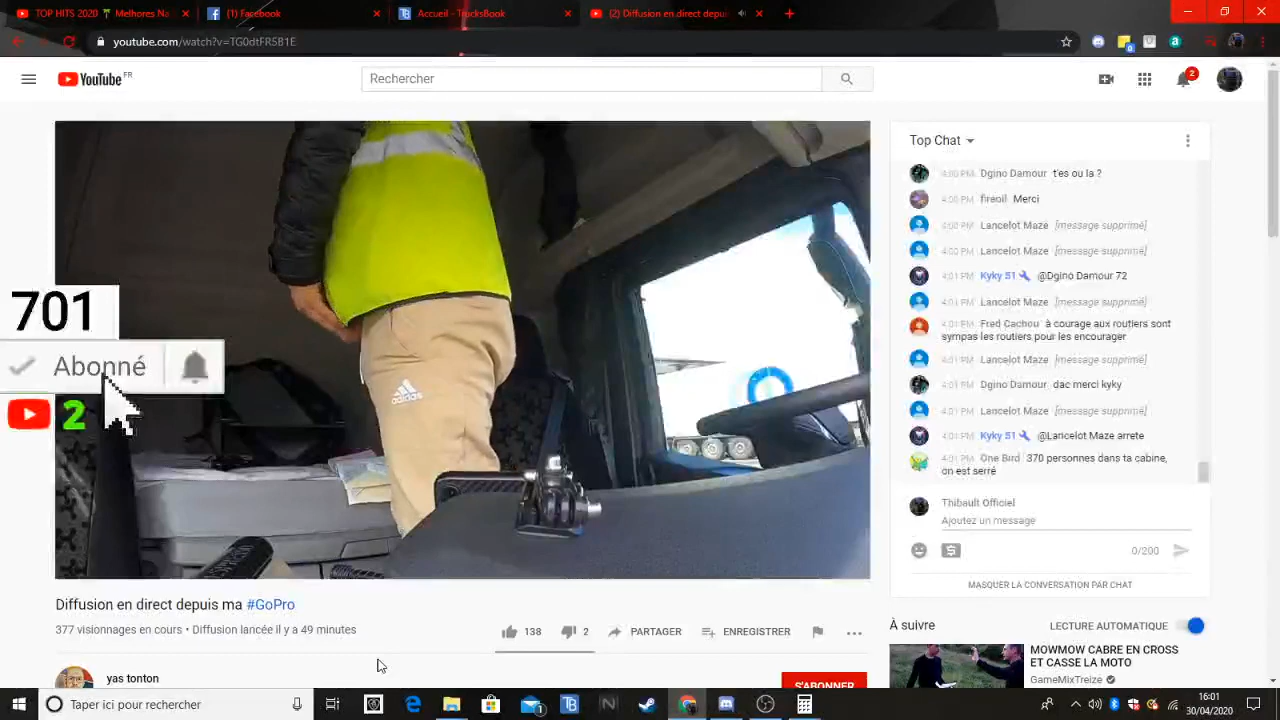 TOP HITS 2020 🌴 Melhores Na
(1) Facebook
Accueil - TrucksBook
(2) Diffusion en direct depui
youtube.com/watch?v=TG0dtFRSB1E
YouTube FR
Rechercher
2
Top Chat
4:00 PM Dgino Damour t'es ou la ?
4:00 PM fireoil Merci
4:00 PM Lancelot Maze [message supprimé]
4:00 PM Lancelot Maze [message supprimé]
4:01 PM Kyky 51 @Dgino Damour 72
4:01 PM Lancelot Maze [message supprimé]
4:01 PM Fred Cachou à courage aux routiers sont
sympas les routiers pour les encourager
4:01 PM Lancelot Maze [message supprimé]
4:01 PM Dgino Damour dac merci kyky
4:01 PM Lancelot Maze [message supprimé]
4:01 PM Kyky 51 @Lancelot Maze arrete
4:01 PM One Bird 370 personnes dans ta cabine,
on est serré
Thibault Officiel
Ajoutez un message
0/200
MASQUER LA CONVERSATION PAR CHAT
701
Abonné
2
adidas
Diffusion en direct depuis ma #GoPro
377 visionnages en cours • Diffusion lancée il y a 49 minutes
138
2
PARTAGER
ENREGISTRER
yas tonton
S'ABONNER
À suivre
LECTURE AUTOMATIQUE
MOWMOW CABRE EN CROSS
ET CASSE LA MOTO
GameMixTreize
Taper ici pour rechercher
16:01
30/04/2020